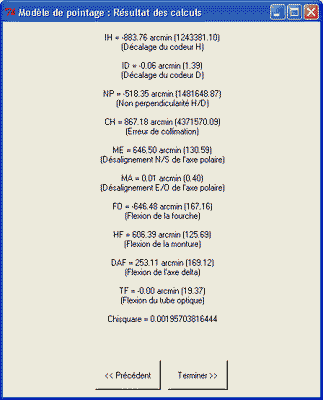 Modèle de pointage : Résultat des calculs
IH = -883.76 arcmin (1243381.10)
(Décalage du codeur H)
ID = -0.06 arcmin (1.39)
(Décalage du codeur D)
NP = -518.35 arcmin (1481648.87)
(Non perpendicularité H/D)
CH = 867.18 arcmin (4371570.09)
(Erreur de collimation)
ME = 646.50 arcmin (130.59)
(Désalignement N/S de l'axe polaire)
MA = 0.01 arcmin (0.40)
(Désalignement E/O de l'axe polaire)
FO = -646.48 arcmin (167.16)
(Flexion de la fourche)
HF = 606.39 arcmin (125.69)
(Flexion de la monture)
DAF = 253.11 arcmin (169.12)
(Flexion de l'axe delta)
TF = -0.00 arcmin (19.37)
(Flexion du tube optique)
Chisquare = 0.00195703816444
<< Précédent
Terminer >>